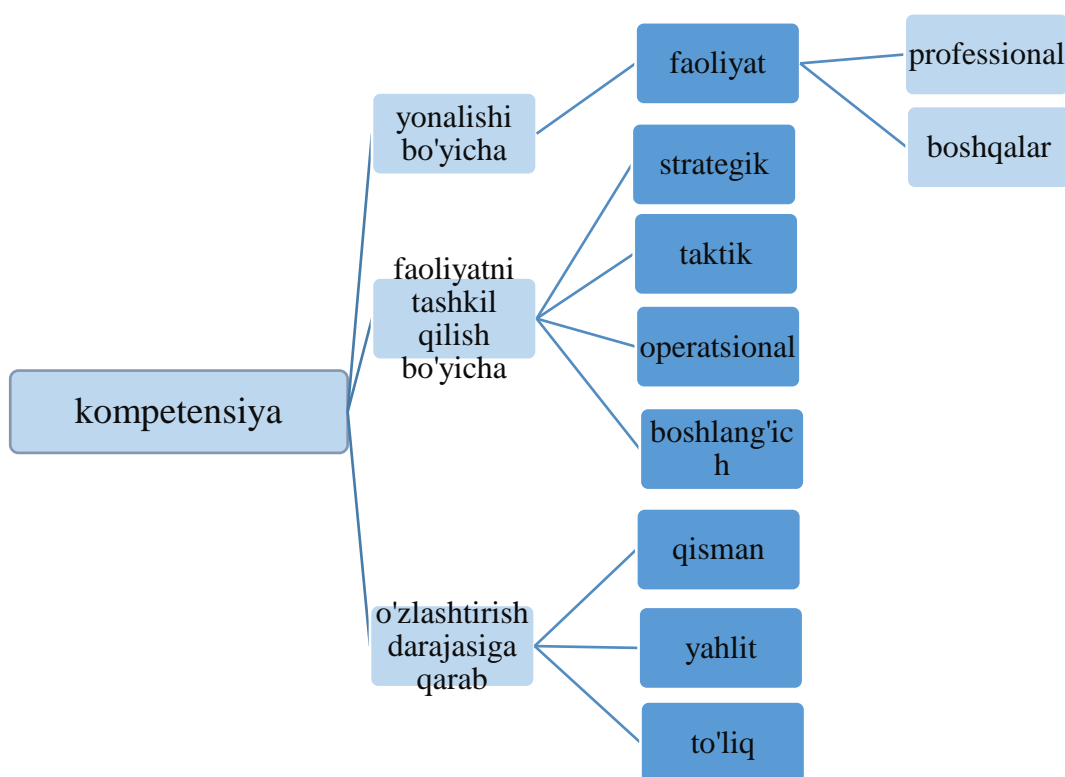 kompetensiya
yonalishi
bo'yicha
faoliyat
professional
boshqalar
faoliyatni
tashkil
qilish
bo'yicha
strategik
taktik
operatsional
boshlang'ic
h
o'zlashtirish
darajasiga
qarab
qisman
yahlit
to'liq